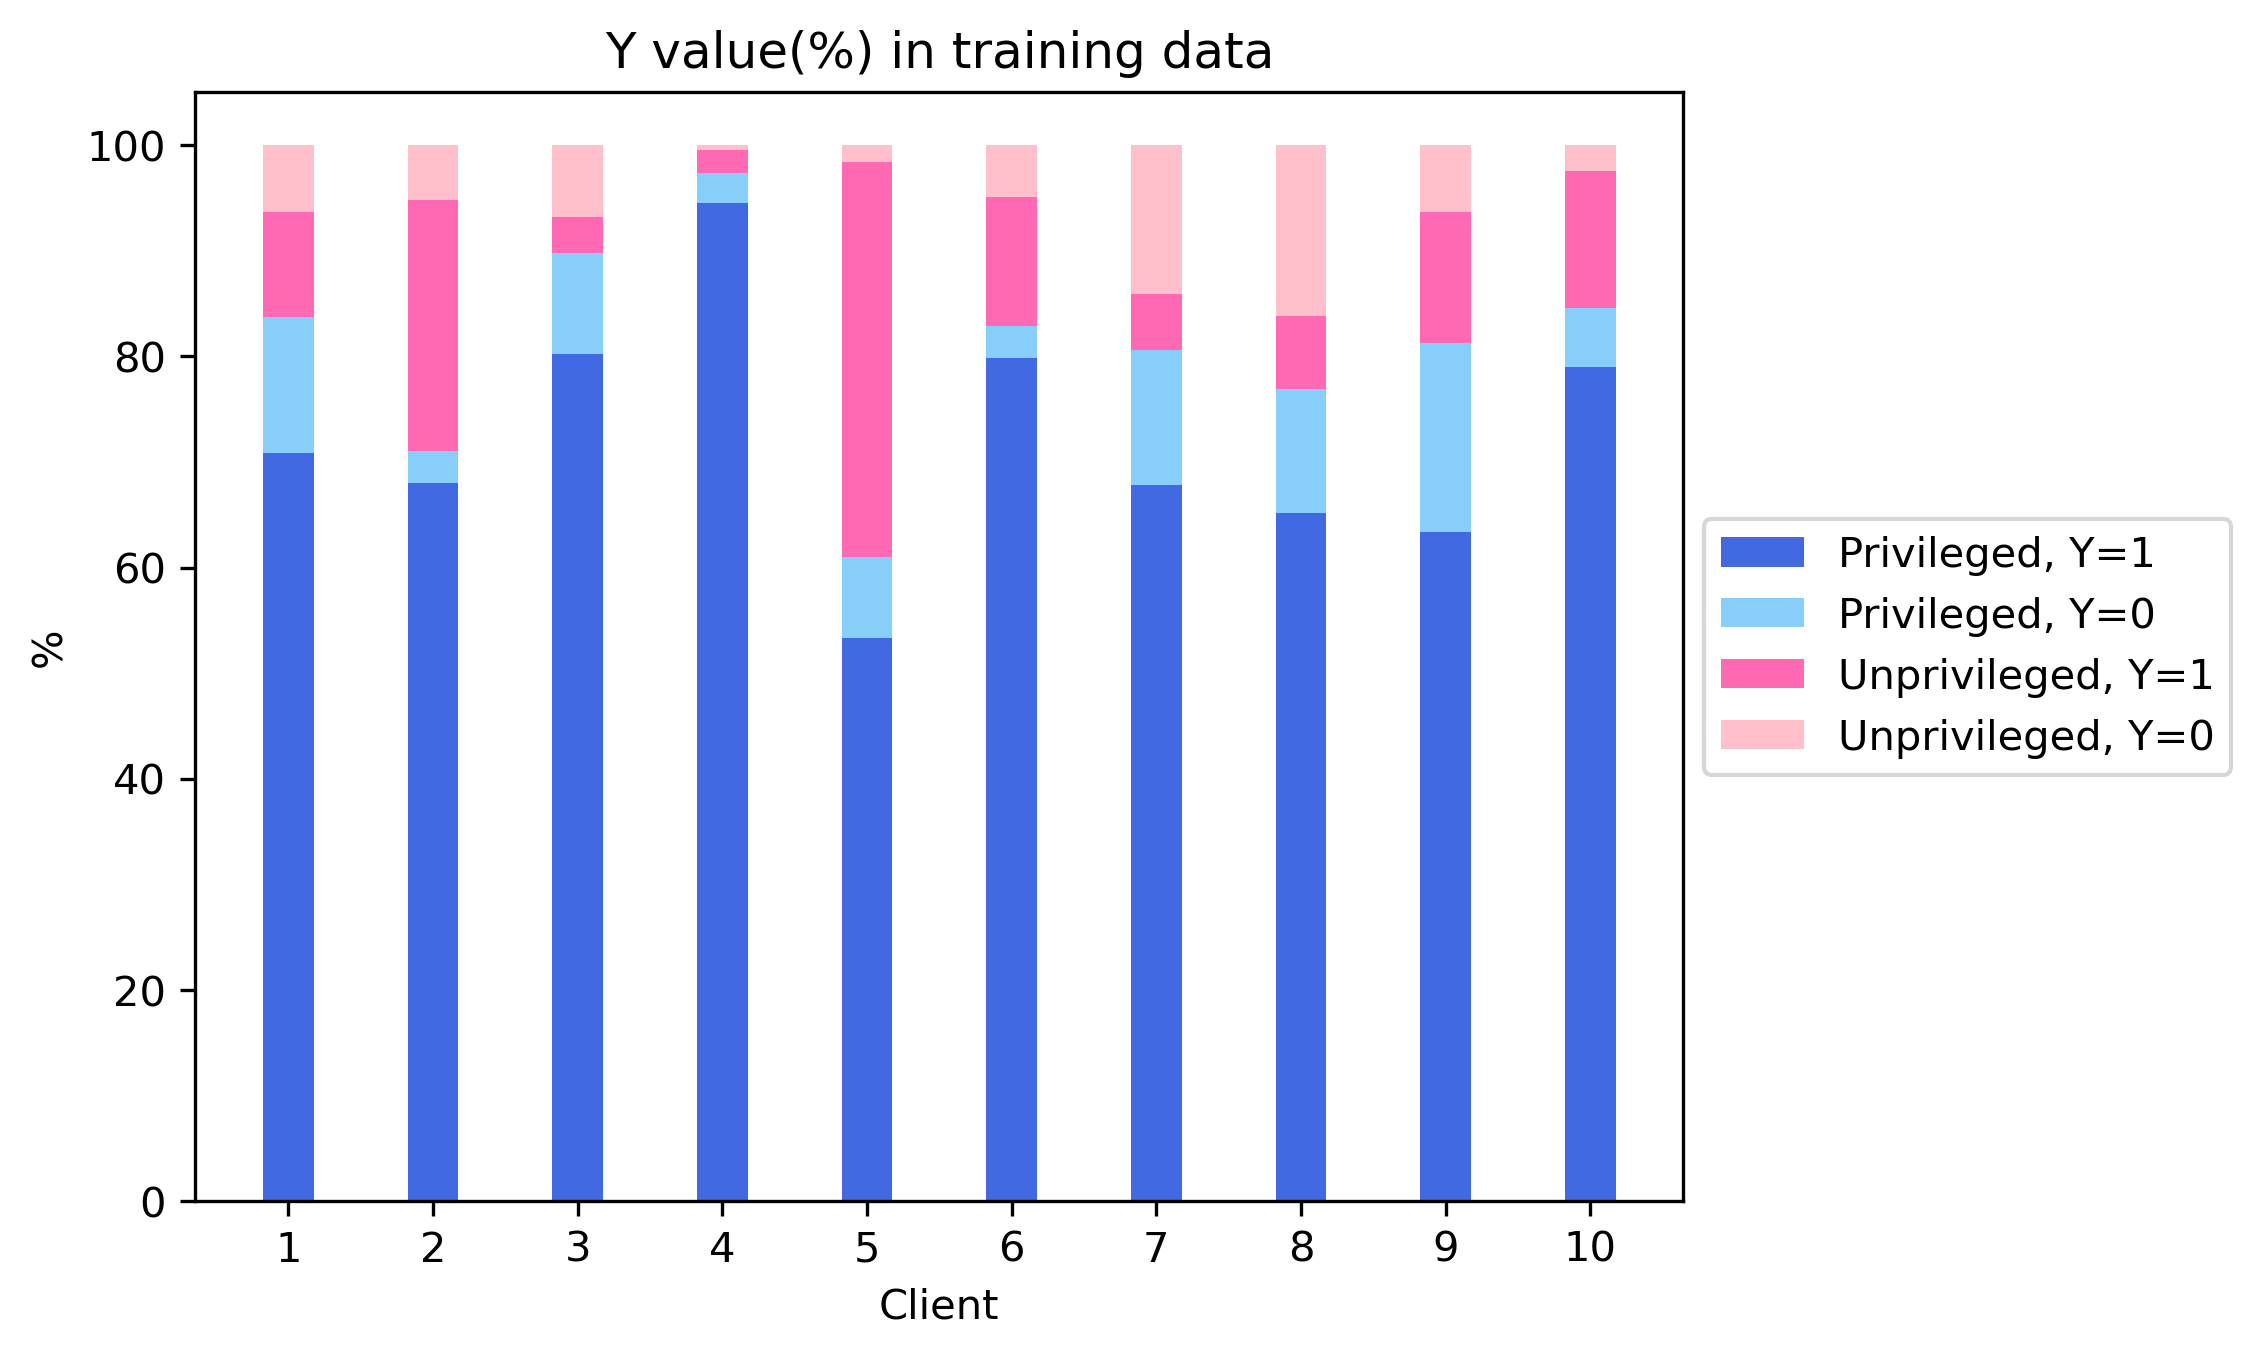 Y value(%) in training data
100
80
60
40
20
0
%
1 2 3 4 5 6 7 8 9 10
Client
Privileged, Y=1
Privileged, Y=0
Unprivileged, Y=1
Unprivileged, Y=0